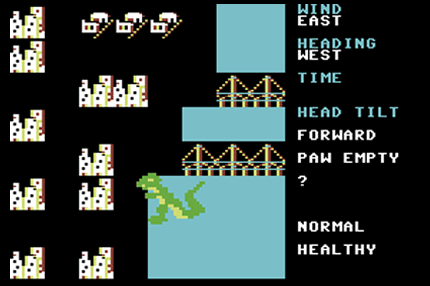 WIND
EAST
HEADING
WEST
TIME
HEAD TILT
FORWARD
PAW EMPTY
?
NORMAL
HEALTHY